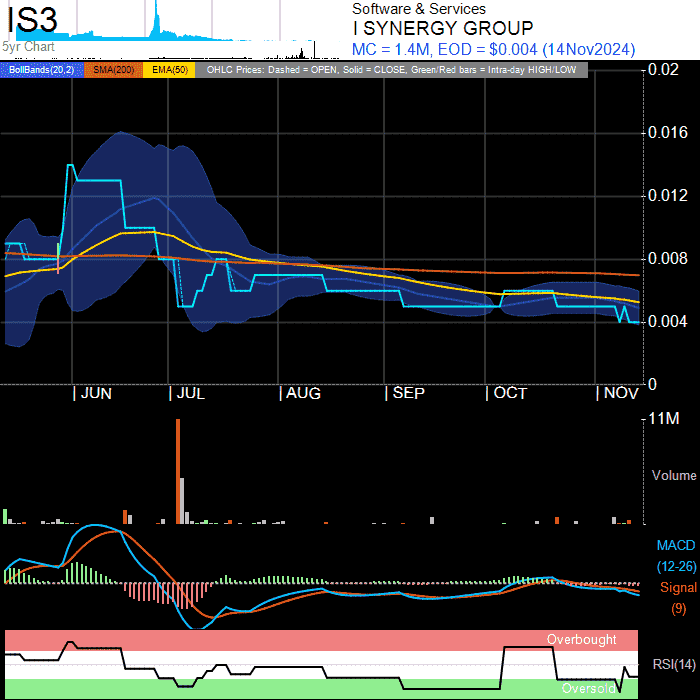 IS3
Software & Services
I SYNERGY GROUP
MC = 1.4M, EOD = $0.004 (14Nov2024)
5yr Chart
BollBands(20,2) SMA(200) EMA(50) OHLC Prices: Dashed = OPEN, Solid = CLOSE, Green/Red bars = Intra-day HIGH/LOW
0.02
0.016
0.012
0.008
0.004
0
JUN JUL AUG SEP OCT NOV
11M
Volume
MACD
(12-26)
Signal
(9)
Overbought
RSI(14)
Oversold